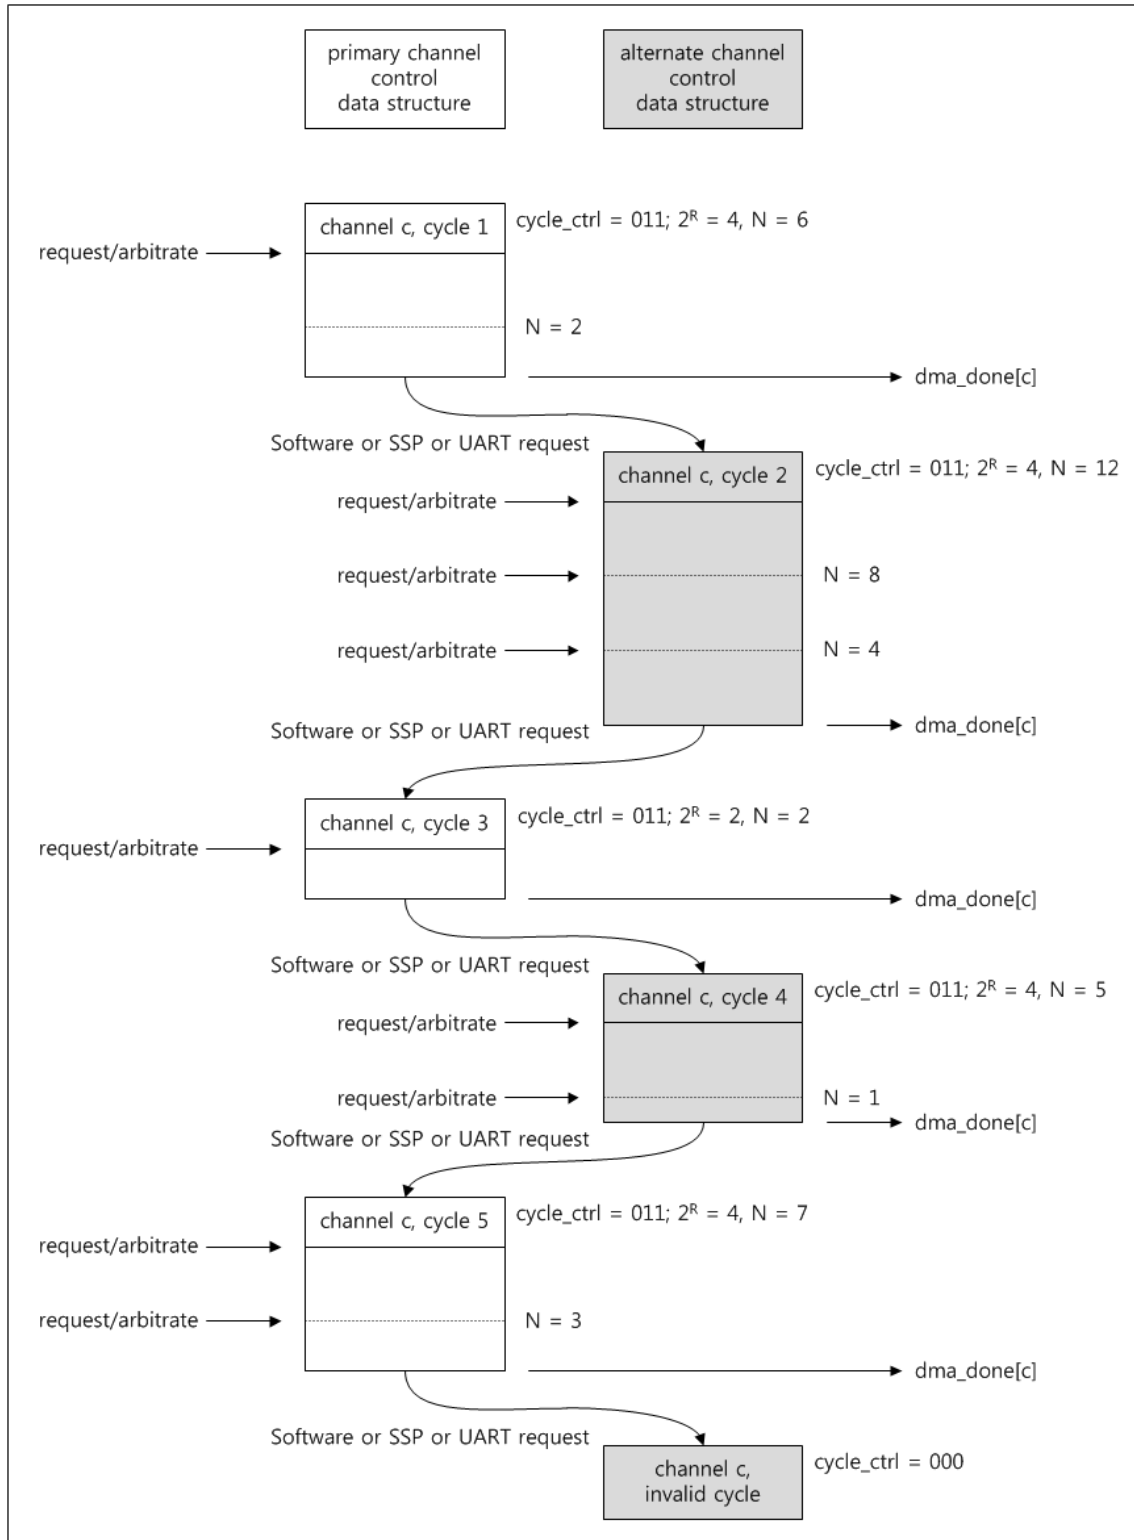 primary channel
control
data structure
alternate channel
control
data structure
channel c, cycle 1
cycle_ctrl = 011; 2ᴿ = 4, N = 6
request/arbitrate
N = 2
dma_done[c]
Software or SSP or UART request
channel c, cycle 2
cycle_ctrl = 011; 2ᴿ = 4, N = 12
request/arbitrate
request/arbitrate
N = 8
request/arbitrate
N = 4
Software or SSP or UART request
dma_done[c]
channel c, cycle 3
cycle_ctrl = 011; 2ᴿ = 2, N = 2
request/arbitrate
dma_done[c]
Software or SSP or UART request
channel c, cycle 4
cycle_ctrl = 011; 2ᴿ = 4, N = 5
request/arbitrate
request/arbitrate
N = 1
dma_done[c]
Software or SSP or UART request
channel c, cycle 5
cycle_ctrl = 011; 2ᴿ = 4, N = 7
request/arbitrate
request/arbitrate
N = 3
dma_done[c]
Software or SSP or UART request
channel c,
invalid cycle
cycle_ctrl = 000